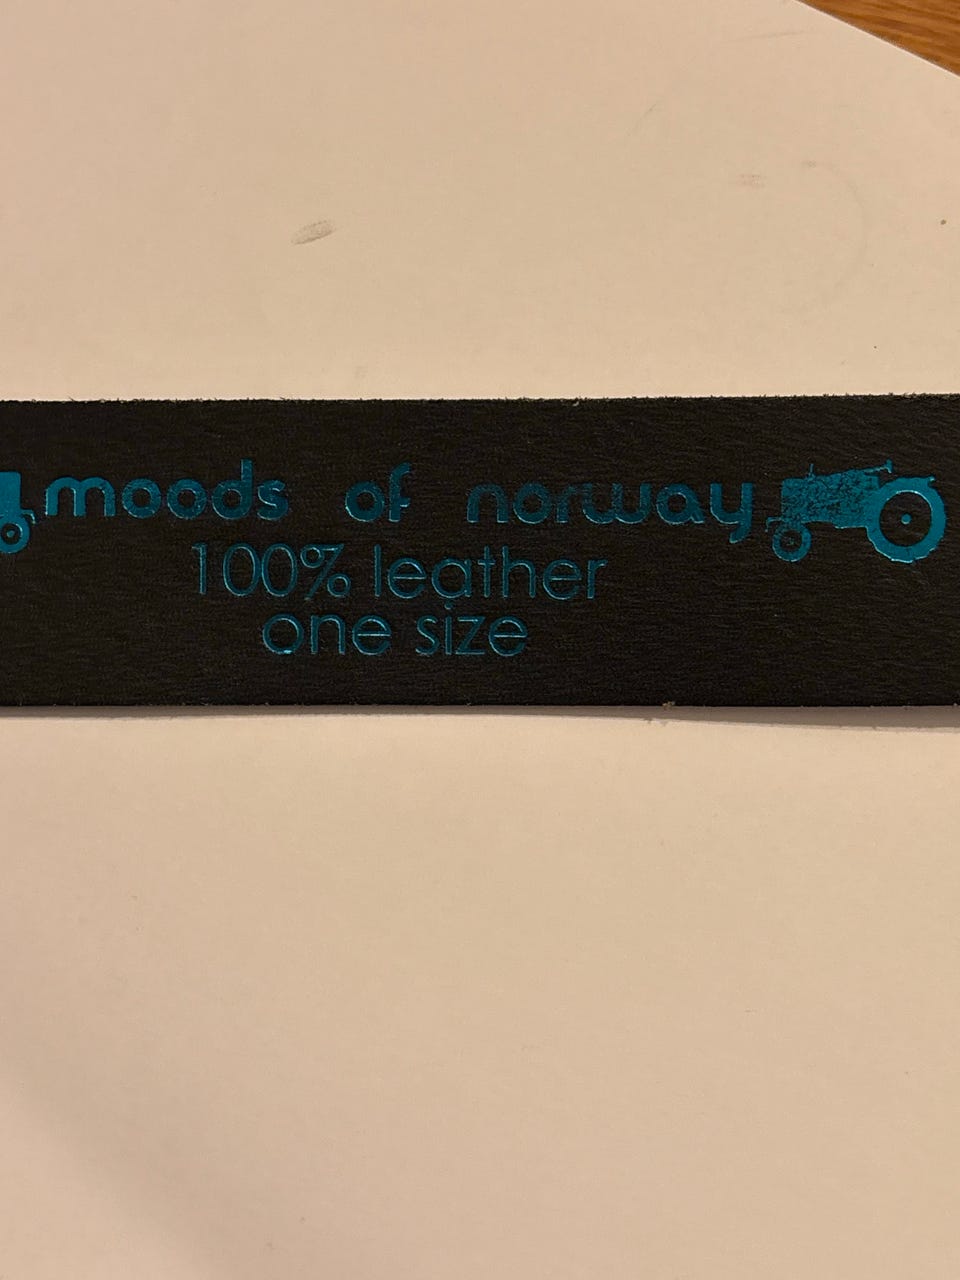 moods of norway
100% leather
one size